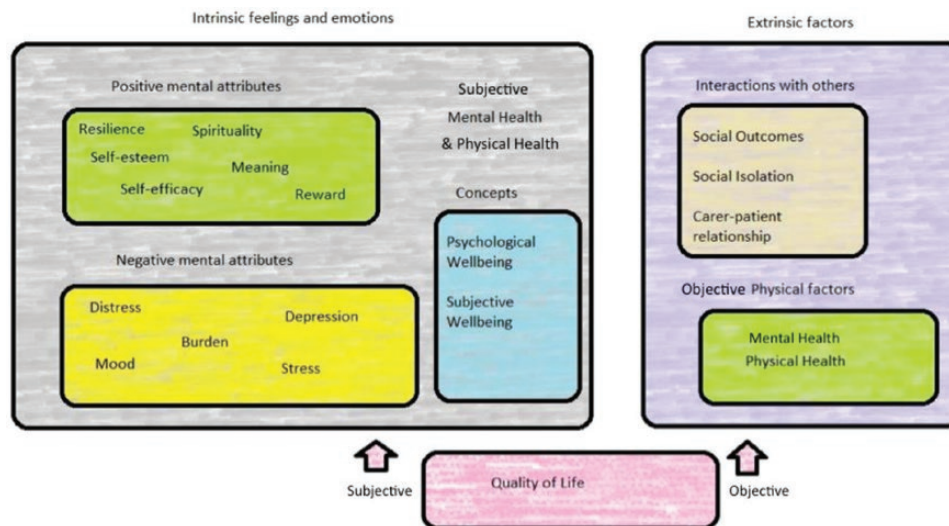 Intrinsic feelings and emotions
Positive mental attributes
Resilience
Spirituality
Self-esteem
Meaning
Self-efficacy
Reward
Negative mental attributes
Distress
Depression
Burden
Mood
Stress
Subjective
Mental Health
& Physical Health
Concepts
Psychological
Wellbeing
Subjective
Wellbeing
Extrinsic factors
Interactions with others
Social Outcomes
Social Isolation
Carer-patient
relationship
Objective Physical factors
Mental Health
Physical Health
Subjective
Quality of Life
Objective